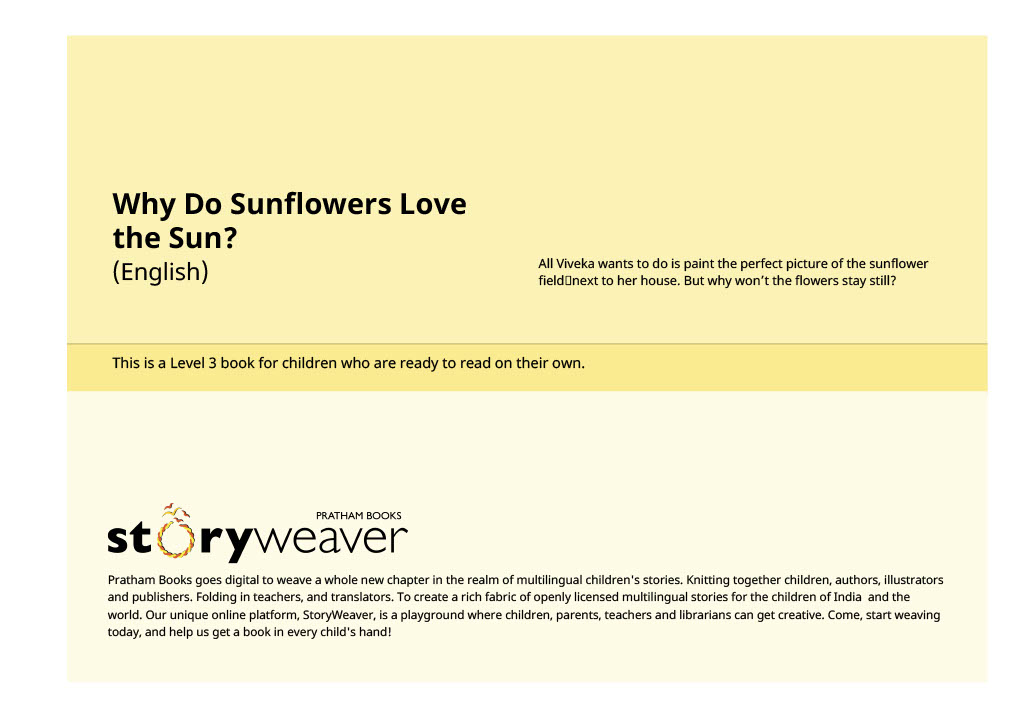 Why Do Sunflowers Love
the Sun?
(English)
All Viveka wants to do is paint the perfect picture of the sunflower
field▯next to her house. But why won’t the flowers stay still?
This is a Level 3 book for children who are ready to read on their own.
PRATHAM BOOKS
storyweaver
Pratham Books goes digital to weave a whole new chapter in the realm of multilingual children's stories. Knitting together children, authors, illustrators
and publishers. Folding in teachers, and translators. To create a rich fabric of openly licensed multilingual stories for the children of India  and the
world. Our unique online platform, StoryWeaver, is a playground where children, parents, teachers and librarians can get creative. Come, start weaving
today, and help us get a book in every child's hand!